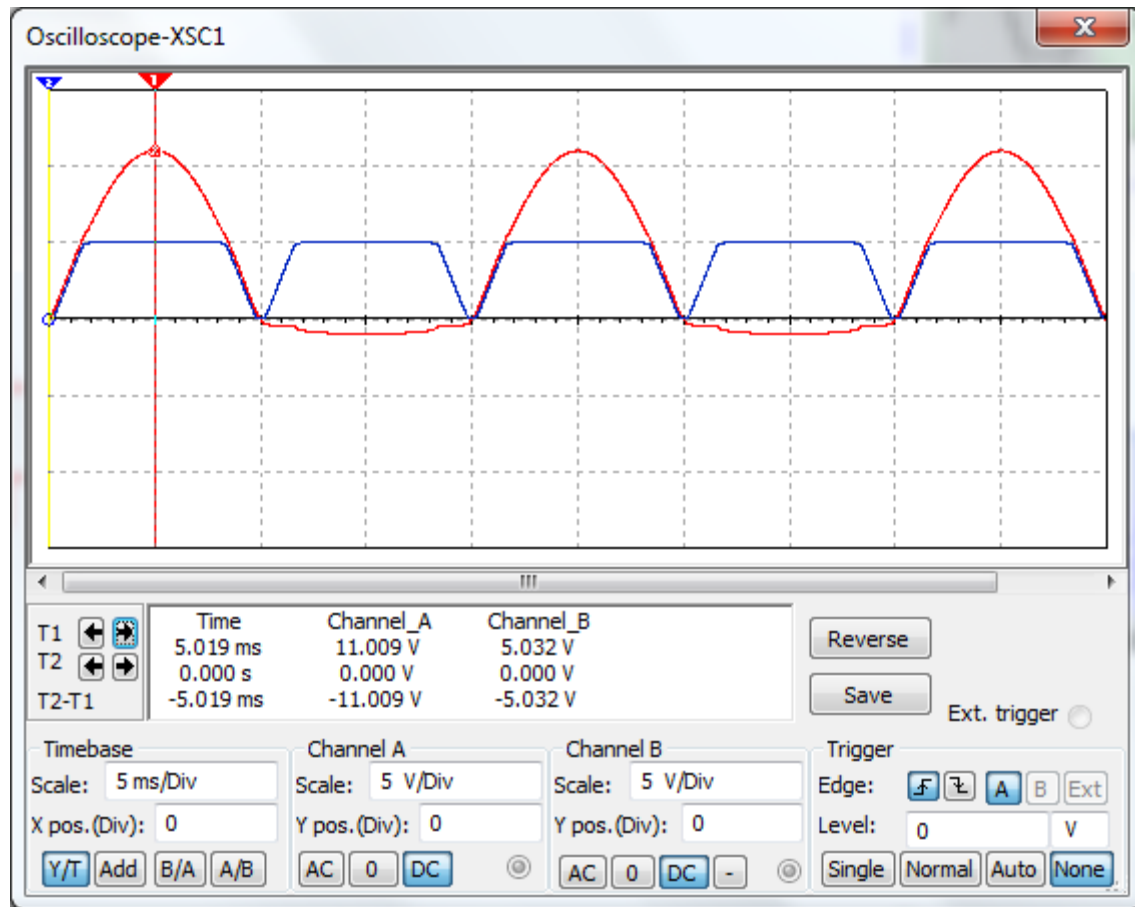 Oscilloscope-XSC1
X
2
1
Time Channel_A Channel_B
T1 5.019 ms 11.009 V 5.032 V
T2 0.000 s 0.000 V 0.000 V
T2-T1 -5.019 ms -11.009 V -5.032 V
Reverse
Save
Ext. trigger
Timebase
Scale: 5 ms/Div
X pos.(Div): 0
Y/T Add B/A A/B
Channel A
Scale: 5 V/Div
Y pos.(Div): 0
AC 0 DC
Channel B
Scale: 5 V/Div
Y pos.(Div): 0
AC 0 DC -
Trigger
Edge: A B Ext
Level: 0 V
Single Normal Auto None